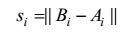 s_i = || B_i − A_i ||